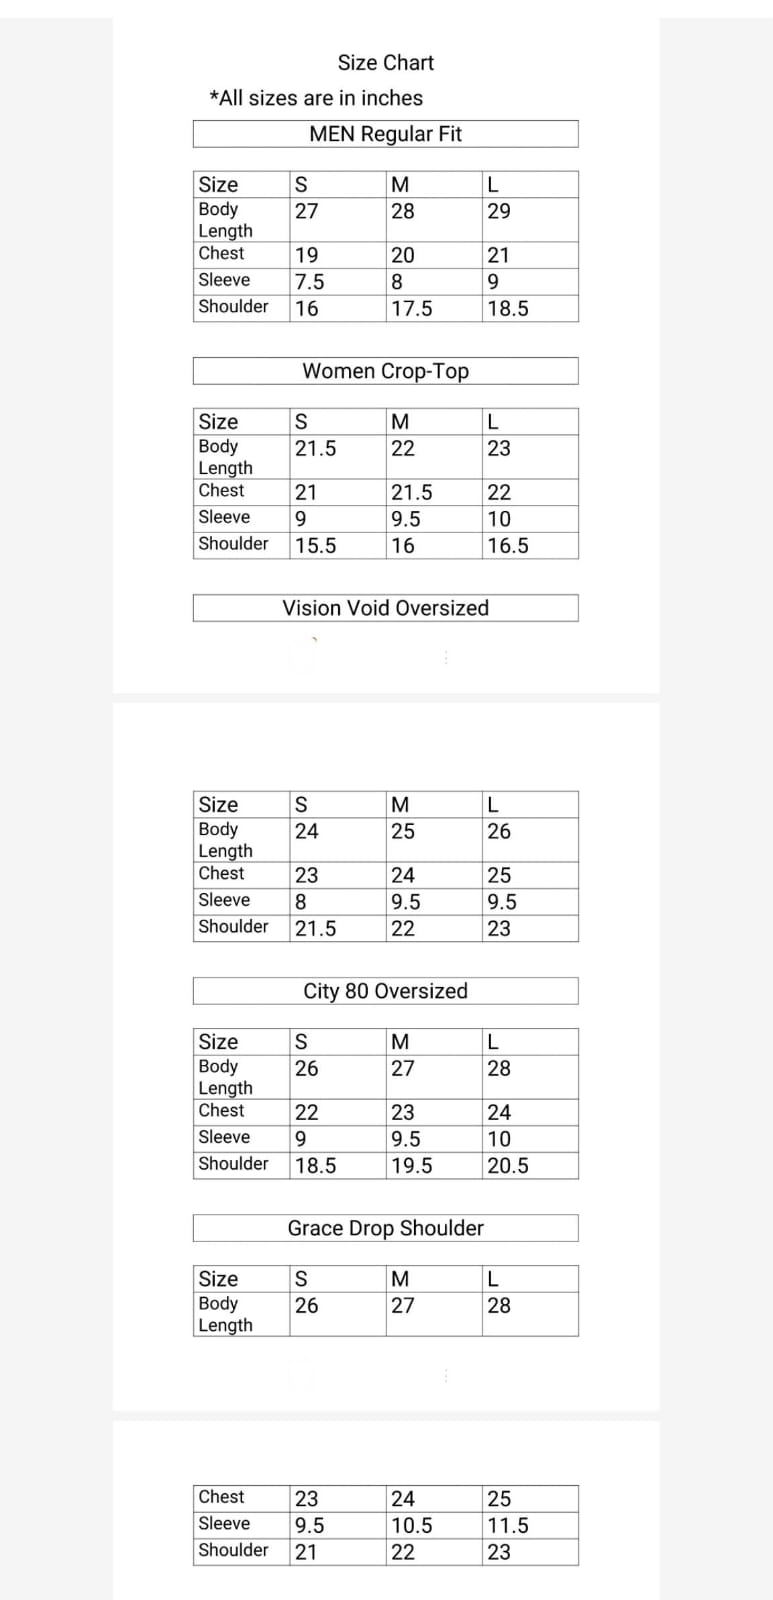 Size Chart
*All sizes are in inches
MEN Regular Fit
Size S M L
Body Length 27 28 29
Chest 19 20 21
Sleeve 7.5 8 9
Shoulder 16 17.5 18.5
Women Crop-Top
Size S M L
Body Length 21.5 22 23
Chest 21 21.5 22
Sleeve 9 9.5 10
Shoulder 15.5 16 16.5
Vision Void Oversized
Size S M L
Body Length 24 25 26
Chest 23 24 25
Sleeve 8 9.5 9.5
Shoulder 21.5 22 23
City 80 Oversized
Size S M L
Body Length 26 27 28
Chest 22 23 24
Sleeve 9 9.5 10
Shoulder 18.5 19.5 20.5
Grace Drop Shoulder
Size S M L
Body Length 26 27 28
Chest 23 24 25
Sleeve 9.5 10.5 11.5
Shoulder 21 22 23